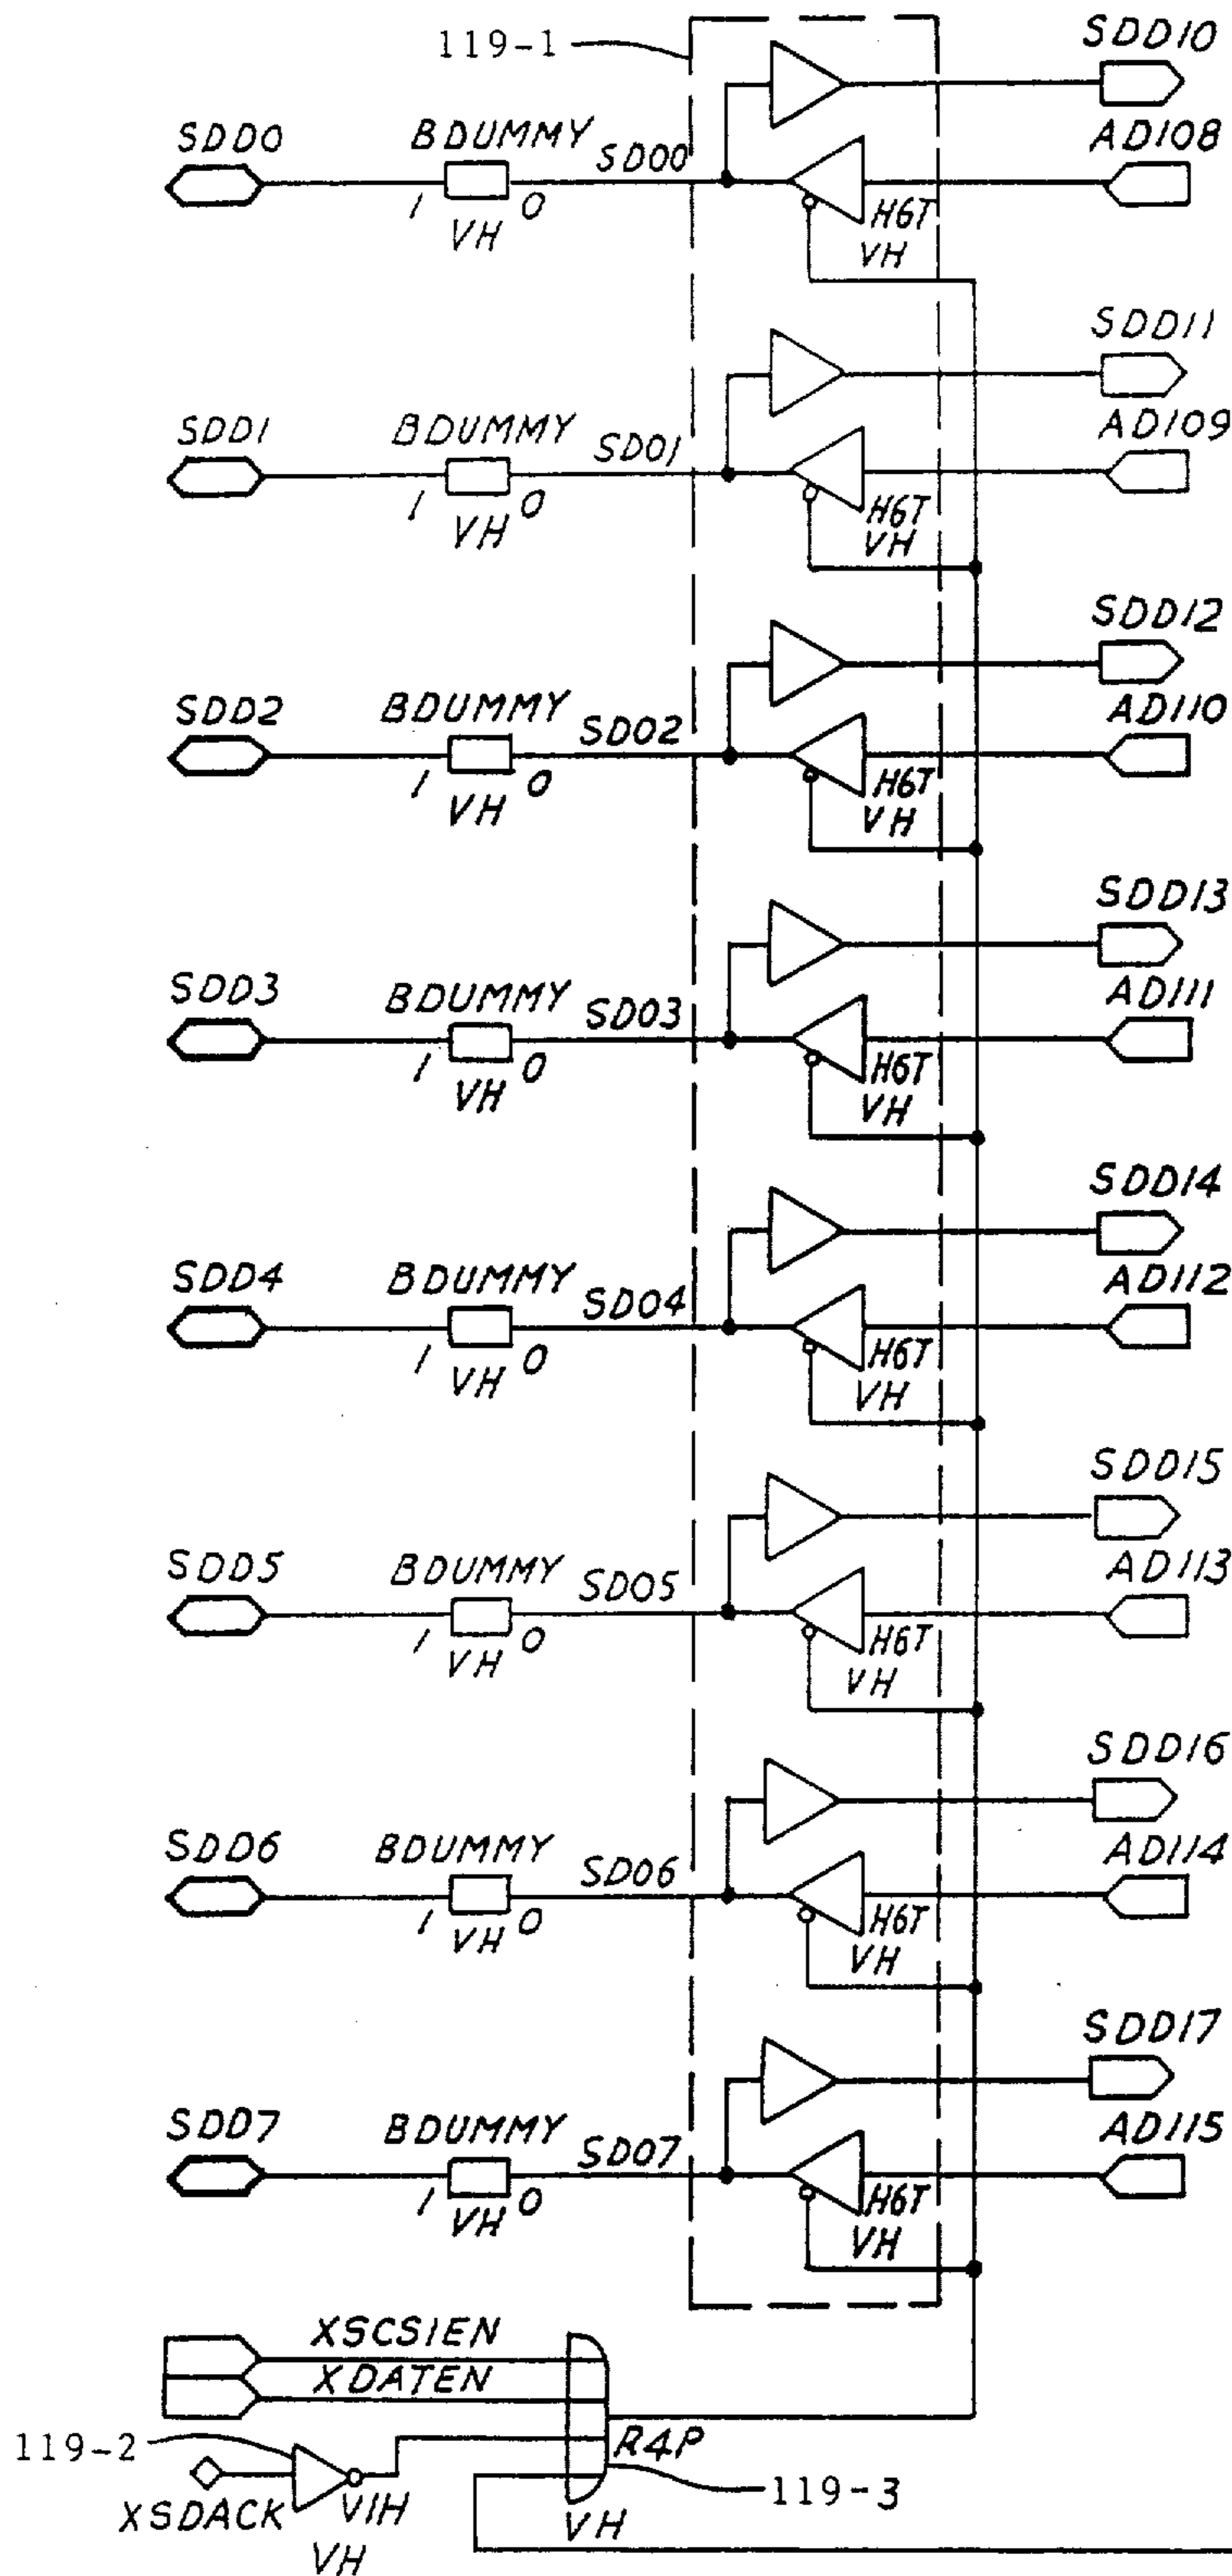 119-1
SDD10
SDD0 BDUMMY SD00 AD108
1 VH 0 H6T VH
SDD11
SDD1 BDUMMY SD01 AD109
1 VH 0 H6T VH
SDD12
SDD2 BDUMMY SD02 AD110
1 VH 0 H6T VH
SDD13
SDD3 BDUMMY SD03 AD111
1 VH 0 H6T VH
SDD14
SDD4 BDUMMY SD04 AD112
1 VH 0 H6T VH
SDD15
SDD5 BDUMMY SD05 AD113
1 VH 0 H6T VH
SDD16
SDD6 BDUMMY SD06 AD114
1 VH 0 H6T VH
SDD17
SDD7 BDUMMY SD07 AD115
1 VH 0 H6T VH
XSCSIEN
XDATEN
119-2 R4P
XSDACK V1H 119-3
VH VH